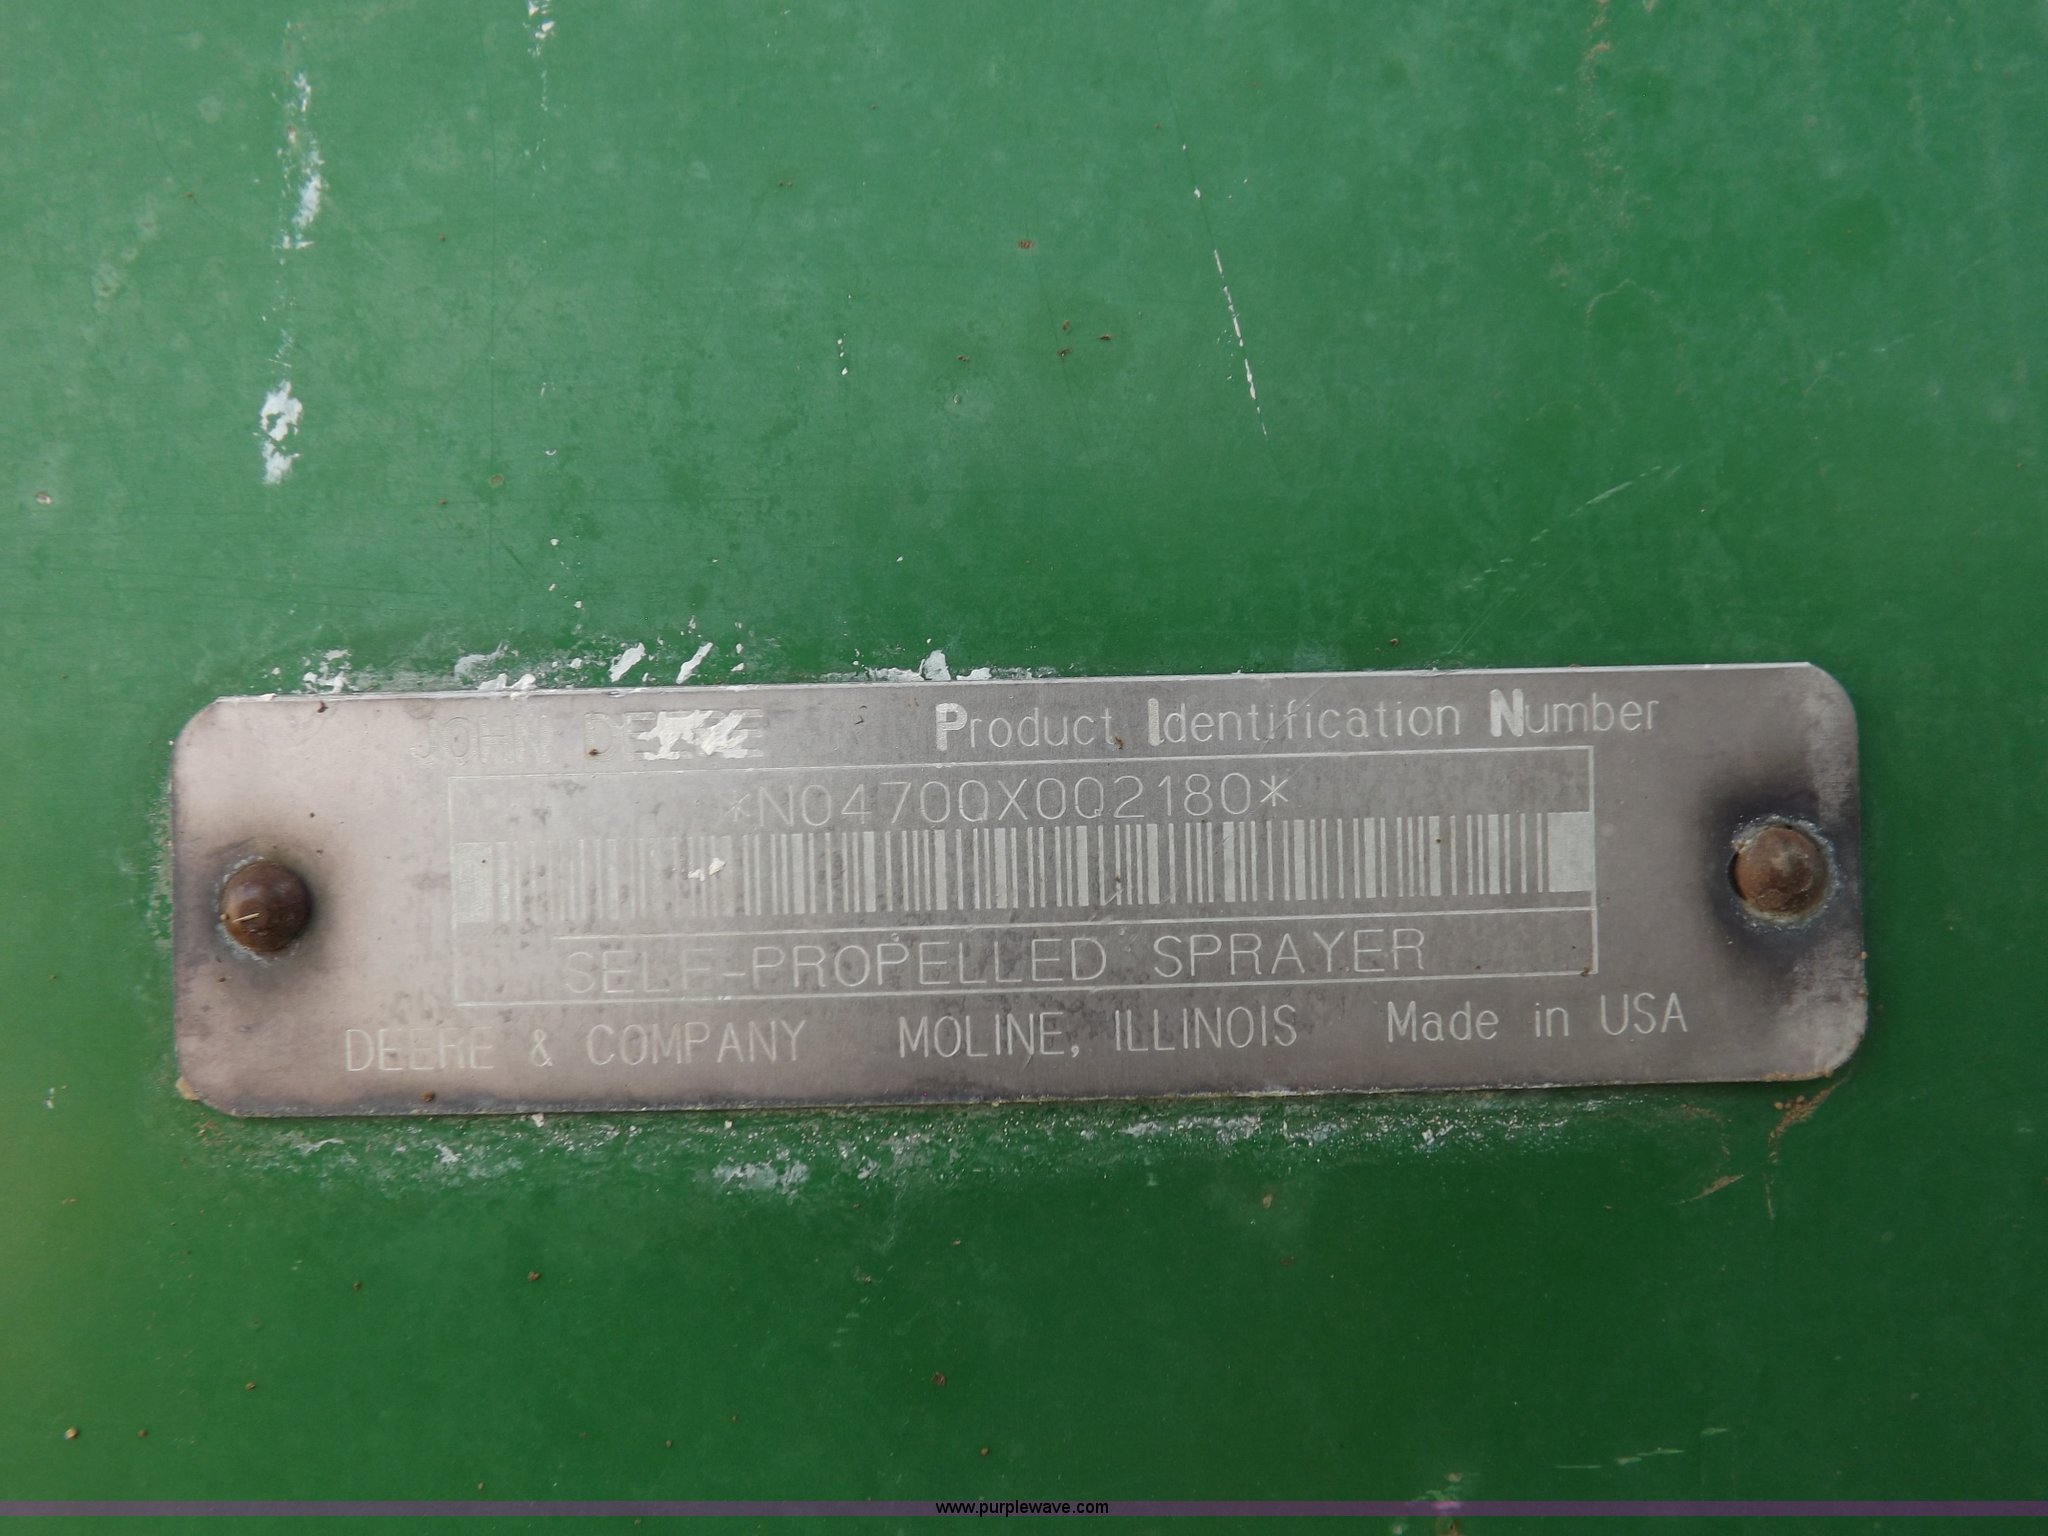 JOHN DEERE Product Identification Number
*N04700X002180*
SELF-PROPELLED SPRAYER
DEERE & COMPANY MOLINE, ILLINOIS Made in USA
www.purplewave.com